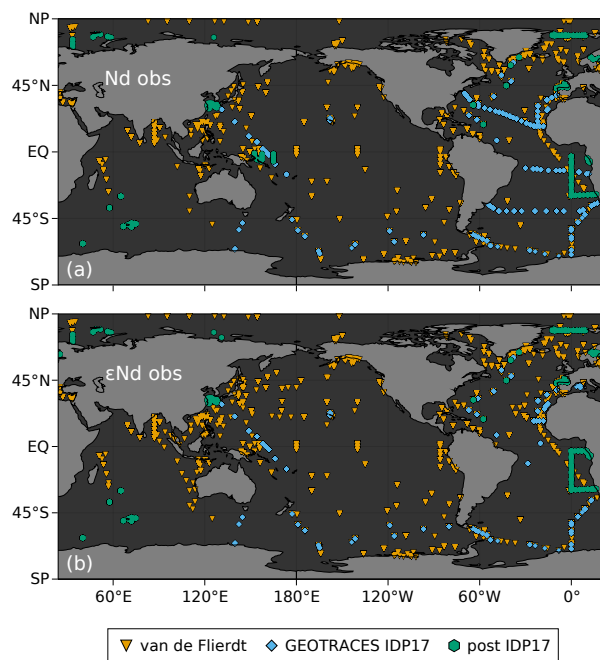 NP
45°N
Nd obs
EQ
45°S
(a)
SP
NP
45°N
εNd obs
EQ
45°S
(b)
SP
60°E 120°E 180°E 120°W 60°W 0°
van de Flierdt GEOTRACES IDP17 post IDP17